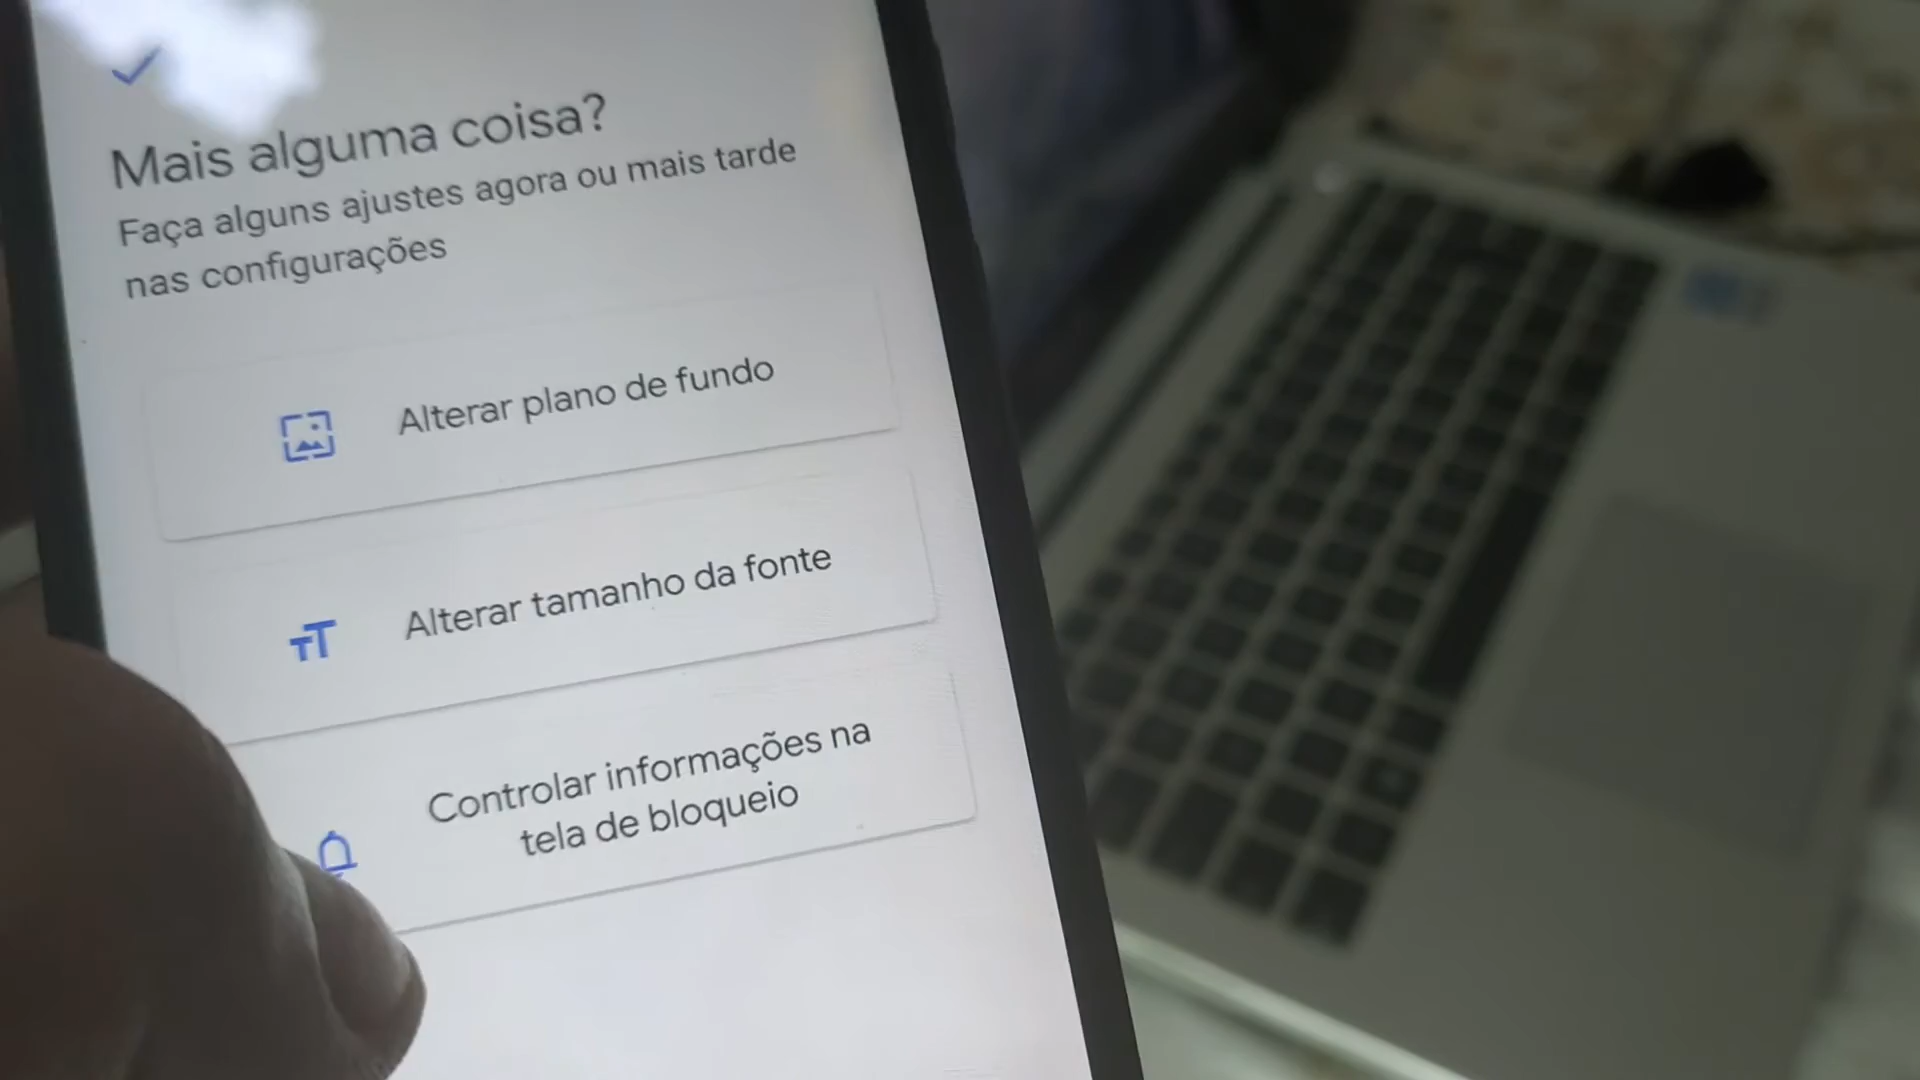 Mais alguma coisa?
Faça alguns ajustes agora ou mais tarde
nas configurações
Alterar plano de fundo
Alterar tamanho da fonte
Controlar informações na
tela de bloqueio